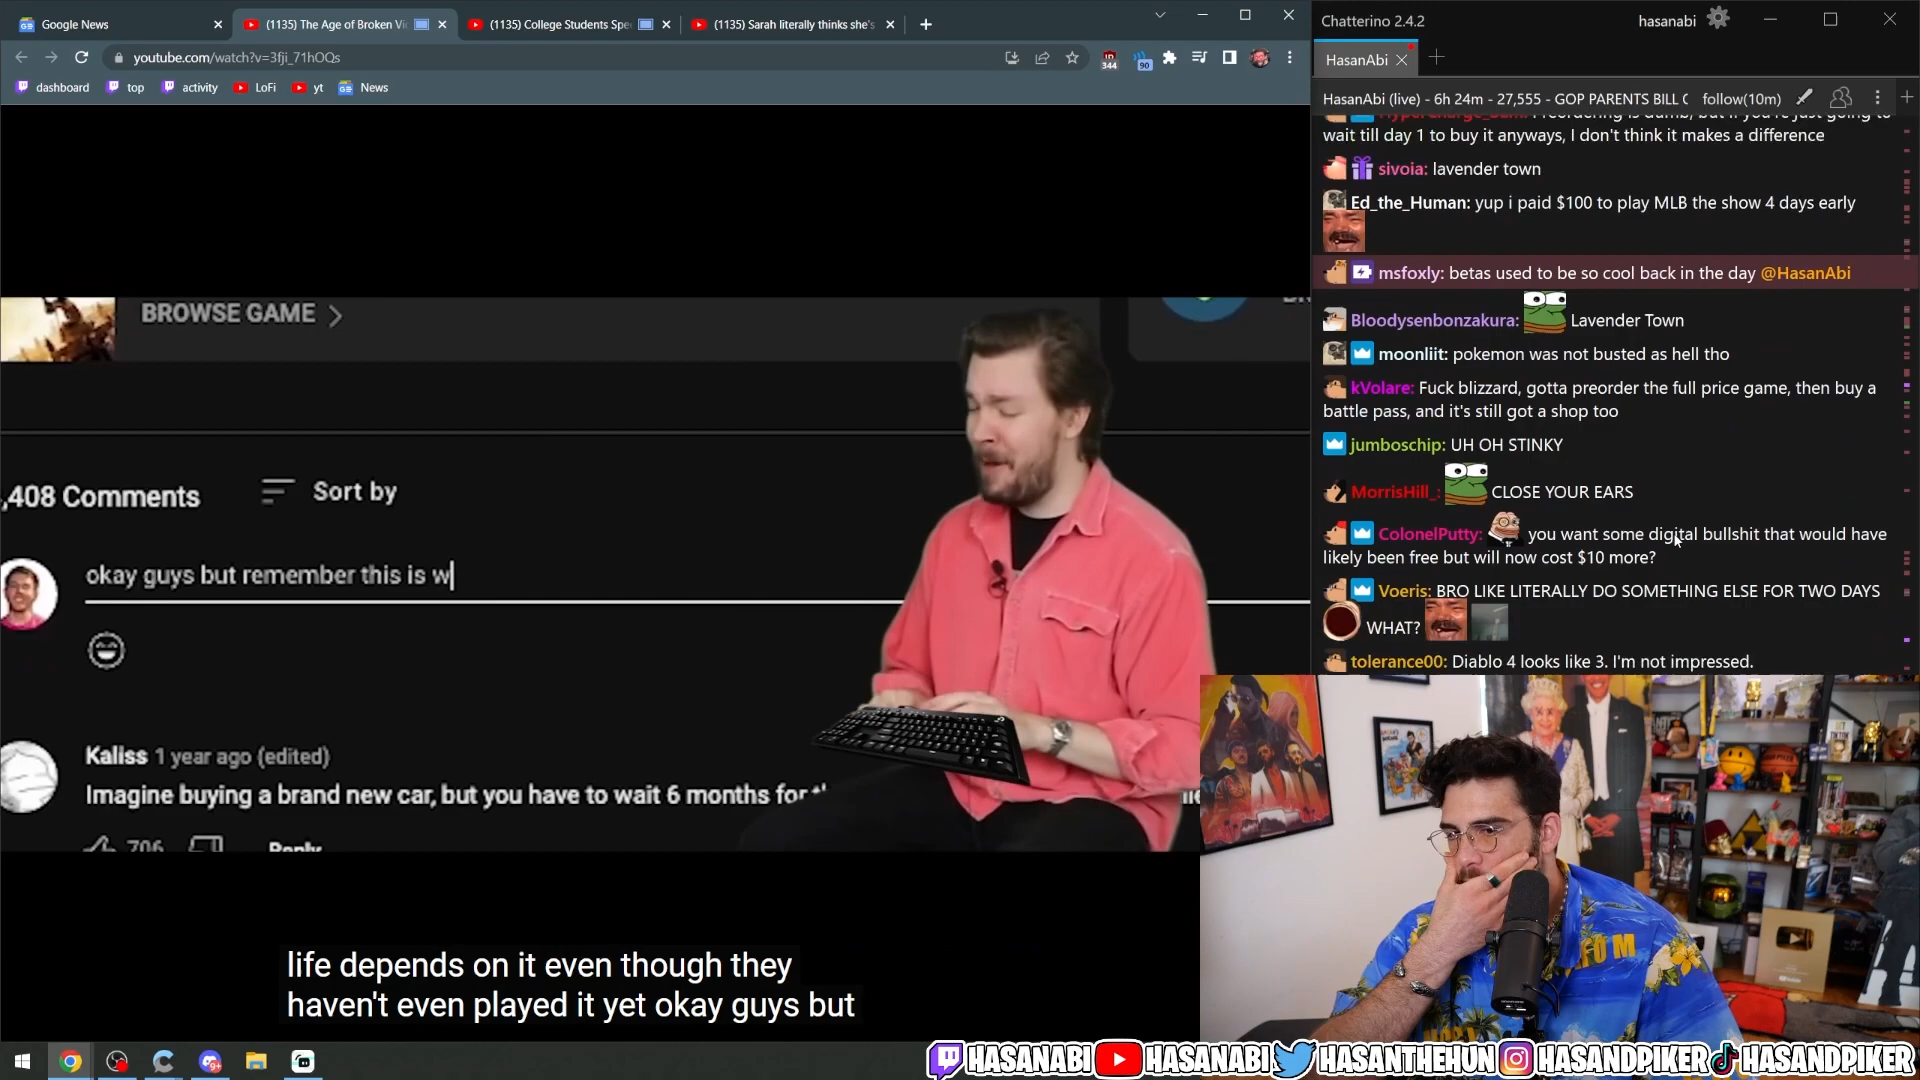 Google News
(1135) The Age of Broken Vi
(1135) College Students Spe
(1135) Sarah literally thinks she's
youtube.com/watch?v=3fji_71hOQs
344
90
dashboard
top
activity
LoFi
yt
News
BROWSE GAME
,408 Comments
Sort by
okay guys but remember this is w
Kaliss 1 year ago (edited)
Imagine buying a brand new car, but you have to wait 6 months for
706
Reply
life depends on it even though they
haven't even played it yet okay guys but
Chatterino 2.4.2
hasanabi
HasanAbi
HasanAbi (live) - 6h 24m - 27,555 - GOP PARENTS BILL
follow(10m)
wait till day 1 to buy it anyways, I don't think it makes a difference
sivoia: lavender town
Ed_the_Human: yup i paid $100 to play MLB the show 4 days early
msfoxly: betas used to be so cool back in the day @HasanAbi
Bloodysenbonzakura: Lavender Town
moonliit: pokemon was not busted as hell tho
kVolare: Fuck blizzard, gotta preorder the full price game, then buy a
battle pass, and it's still got a shop too
jumboschip: UH OH STINKY
MorrisHill_: CLOSE YOUR EARS
ColonelPutty: you want some digital bullshit that would have
likely been free but will now cost $10 more?
Voeris: BRO LIKE LITERALLY DO SOMETHING ELSE FOR TWO DAYS
WHAT?
tolerance00: Diablo 4 looks like 3. I'm not impressed.
HASANABI HASANABI HASANTHEHUN HASANDPIKER HASANDPIKER